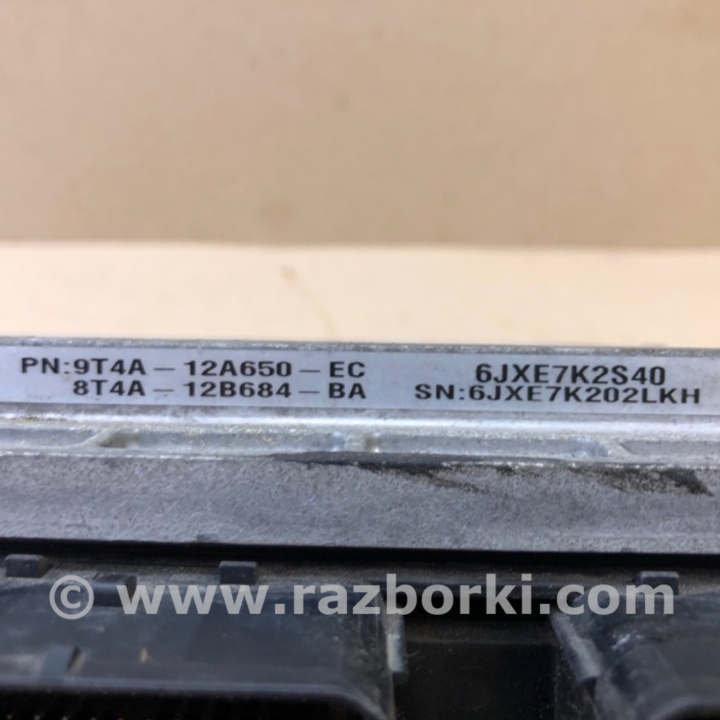 PN:9T4A-12A650-EC 6JXE7K2S40
8T4A-12B684-BA SN:6JXE7K202LKH
© www.razborki.com